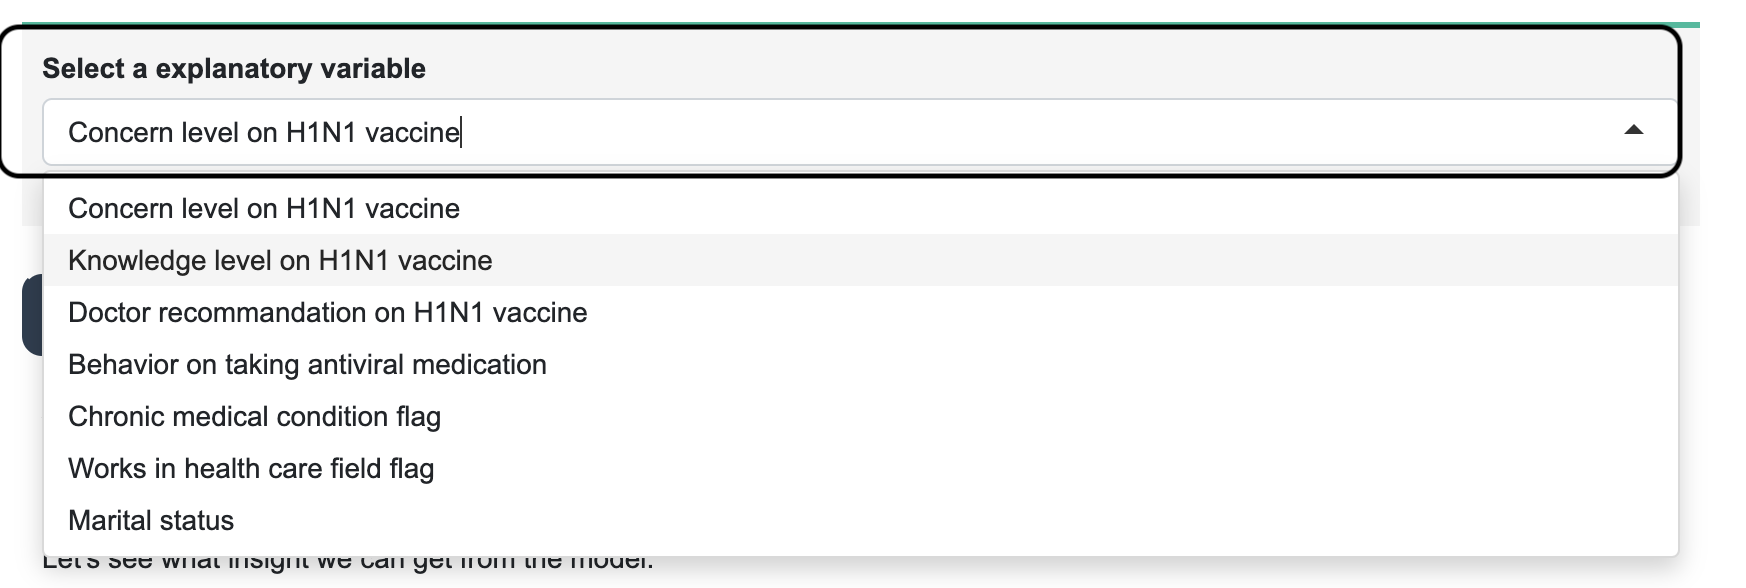 Select a explanatory variable
Concern level on H1N1 vaccine
Concern level on H1N1 vaccine
Knowledge level on H1N1 vaccine
Doctor recommandation on H1N1 vaccine
Behavior on taking antiviral medication
Chronic medical condition flag
Works in health care field flag
Marital status
Let's see what insight we can get from the model.